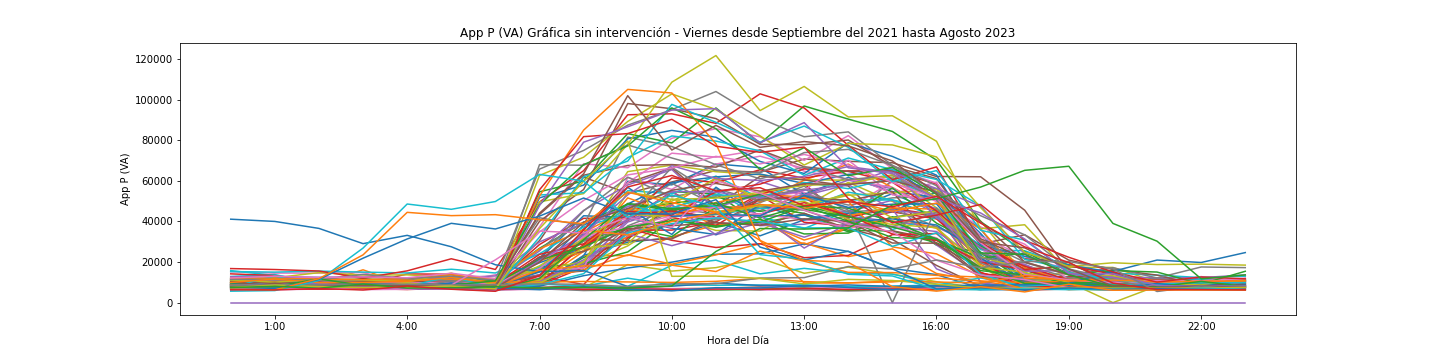 App P (VA) Gráfica sin intervención - Viernes desde Septiembre del 2021 hasta Agosto 2023
App P (VA)
120000
100000
80000
60000
40000
20000
0
1:00 4:00 7:00 10:00 13:00 16:00 19:00 22:00
Hora del Día